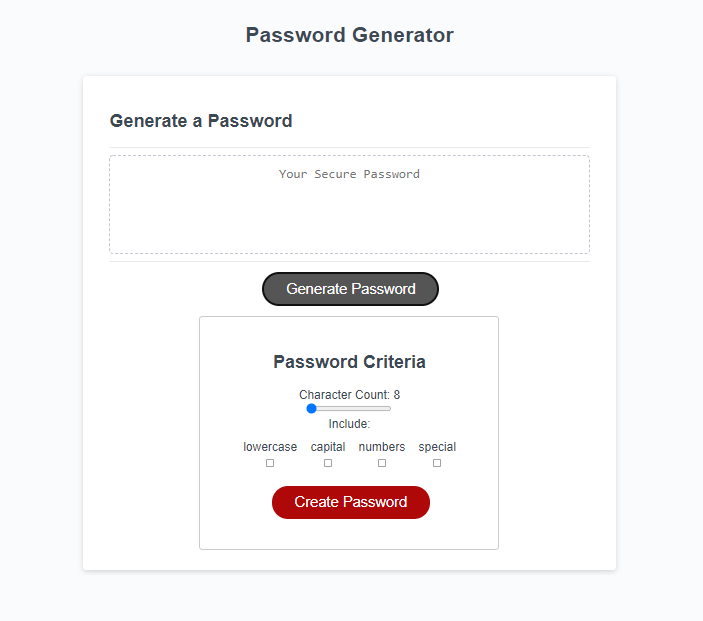 Password Generator
Generate a Password
Your Secure Password
Generate Password
Password Criteria
Character Count: 8
Include:
lowercase capital numbers special
Create Password